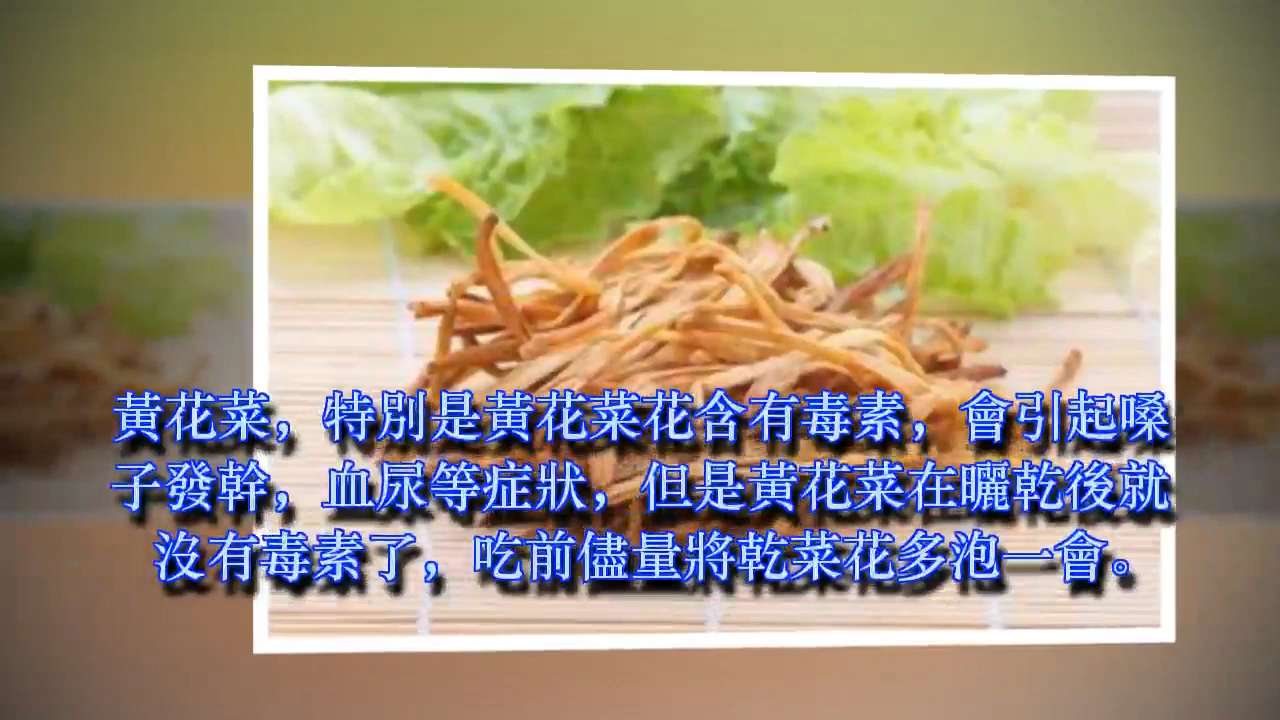 黃花菜，特別是黃花菜花含有毒素，會引起嗓
子發幹，血尿等症狀，但是黃花菜在曬乾後就
沒有毒素了，吃前儘量將乾菜花多泡一會。